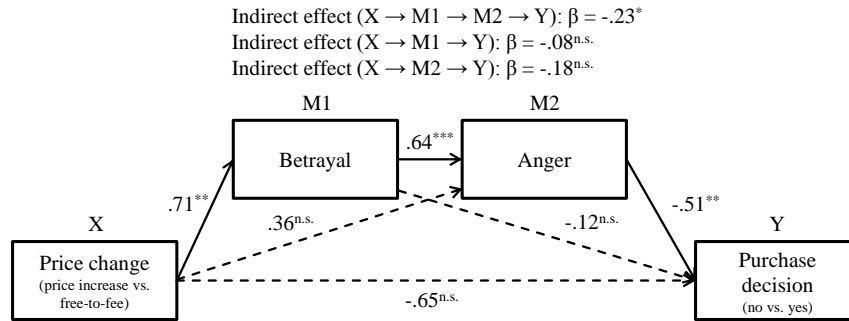 Indirect effect (X → M1 → M2 → Y): β = -.23*
Indirect effect (X → M1 → Y): β = -.08n.s.
Indirect effect (X → M2 → Y): β = -.18n.s.
M1
M2
Betrayal
.64***
Anger
.71**
.36n.s.
-.12n.s.
-.51**
X
Y
Price change
(price increase vs.
free-to-fee)
-.65n.s.
Purchase
decision
(no vs. yes)